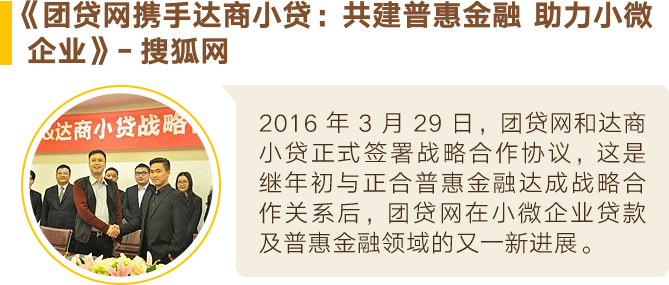 《团贷网携手达商小贷：共建普惠金融 助力小微
企业》- 搜狐网
达商小贷战略
2016 年 3 月 29 日，团贷网和达商
小贷正式签署战略合作协议，这是
继年初与正合普惠金融达成战略合
作关系后，团贷网在小微企业贷款
及普惠金融领域的又一新进展。